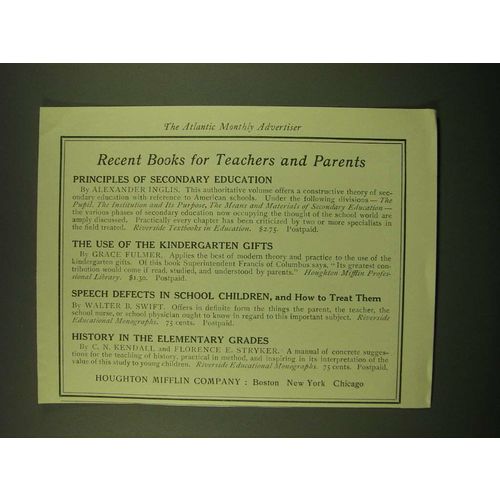 The Atlantic Monthly Advertiser
Recent Books for Teachers and Parents
PRINCIPLES OF SECONDARY EDUCATION
By ALEXANDER INGLIS. This authoritative volume offers a constructive theory of sec-
ondary education with reference to American schools. Under the following divisions — The
Pupil, The Institution and Its Purpose, The Means and Materials of Secondary Education —
the various phases of secondary education now occupying the thought of the school world are
amply discussed. Practically every chapter has been criticized by two or more specialists in
the field treated. Riverside Textbooks in Education. $2.75. Postpaid.
THE USE OF THE KINDERGARTEN GIFTS
By GRACE FULMER. Applies the best of modern theory and practice to the use of the
kindergarten gifts. Of this book Superintendent Francis of Columbus says, "Its greatest con-
tribution would come if read, studied, and understood by parents." Houghton Mifflin Profes-
sional Library. $1.30. Postpaid.
SPEECH DEFECTS IN SCHOOL CHILDREN, and How to Treat Them
By WALTER B. SWIFT. Offers in definite form the things the parent, the teacher, the
school nurse, or school physician ought to know in regard to this important subject. Riverside
Educational Monographs. 75 cents. Postpaid.
HISTORY IN THE ELEMENTARY GRADES
By C. N. KENDALL and FLORENCE E. STRYKER. A manual of concrete sugges-
tions for the teaching of history, practical in method, and inspiring in its interpretation of the
value of this study to young children. Riverside Educational Monographs. 75 cents. Postpaid.
HOUGHTON MIFFLIN COMPANY : Boston New York Chicago